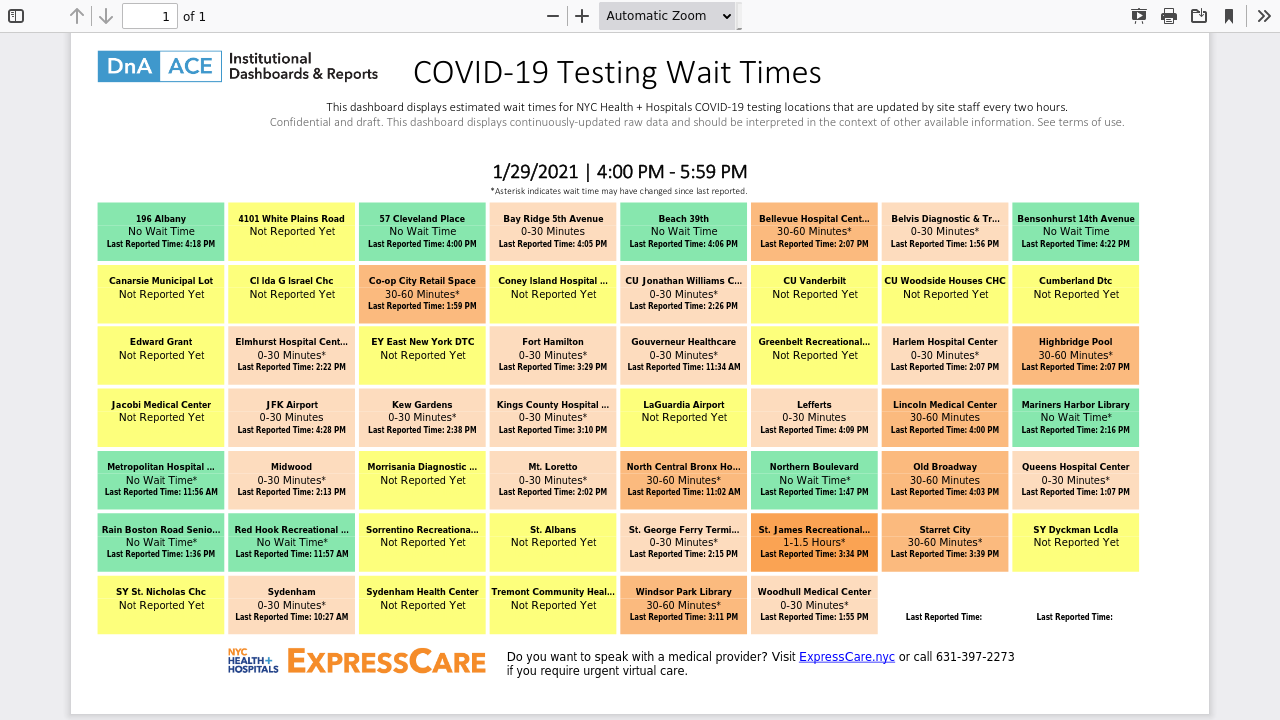 1 of 1
Automatic Zoom
DnA ACE Institutional
Dashboards & Reports
COVID-19 Testing Wait Times
This dashboard displays estimated wait times for NYC Health + Hospitals COVID-19 testing locations that are updated by site staff every two hours.
Confidential and draft. This dashboard displays continuously-updated raw data and should be interpreted in the context of other available information. See terms of use.
1/29/2021 | 4:00 PM - 5:59 PM
*Asterisk indicates wait time may have changed since last reported.
196 Albany
No Wait Time
Last Reported Time: 4:18 PM
4101 White Plains Road
Not Reported Yet
57 Cleveland Place
No Wait Time
Last Reported Time: 4:00 PM
Bay Ridge 5th Avenue
0-30 Minutes
Last Reported Time: 4:05 PM
Beach 39th
No Wait Time
Last Reported Time: 4:06 PM
Bellevue Hospital Cent...
30-60 Minutes*
Last Reported Time: 2:07 PM
Belvis Diagnostic & Tr...
0-30 Minutes*
Last Reported Time: 1:56 PM
Bensonhurst 14th Avenue
No Wait Time
Last Reported Time: 4:22 PM
Canarsie Municipal Lot
Not Reported Yet
CI Ida G Israel Chc
Not Reported Yet
Co-op City Retail Space
30-60 Minutes*
Last Reported Time: 1:59 PM
Coney Island Hospital ...
Not Reported Yet
CU Jonathan Williams C...
0-30 Minutes*
Last Reported Time: 2:26 PM
CU Vanderbilt
Not Reported Yet
CU Woodside Houses CHC
Not Reported Yet
Cumberland Dtc
Not Reported Yet
Edward Grant
Not Reported Yet
Elmhurst Hospital Cent...
0-30 Minutes*
Last Reported Time: 2:22 PM
EY East New York DTC
Not Reported Yet
Fort Hamilton
0-30 Minutes*
Last Reported Time: 3:29 PM
Gouverneur Healthcare
0-30 Minutes*
Last Reported Time: 11:34 AM
Greenbelt Recreational...
Not Reported Yet
Harlem Hospital Center
0-30 Minutes*
Last Reported Time: 2:07 PM
Highbridge Pool
30-60 Minutes*
Last Reported Time: 2:07 PM
Jacobi Medical Center
Not Reported Yet
JFK Airport
0-30 Minutes
Last Reported Time: 4:28 PM
Kew Gardens
0-30 Minutes*
Last Reported Time: 2:38 PM
Kings County Hospital ...
0-30 Minutes*
Last Reported Time: 3:10 PM
LaGuardia Airport
Not Reported Yet
Lefferts
0-30 Minutes
Last Reported Time: 4:09 PM
Lincoln Medical Center
30-60 Minutes
Last Reported Time: 4:00 PM
Mariners Harbor Library
No Wait Time*
Last Reported Time: 2:16 PM
Metropolitan Hospital ...
No Wait Time*
Last Reported Time: 11:56 AM
Midwood
0-30 Minutes*
Last Reported Time: 2:13 PM
Morrisania Diagnostic ...
Not Reported Yet
Mt. Loretto
0-30 Minutes*
Last Reported Time: 2:02 PM
North Central Bronx Ho...
30-60 Minutes*
Last Reported Time: 11:02 AM
Northern Boulevard
No Wait Time*
Last Reported Time: 1:47 PM
Old Broadway
30-60 Minutes
Last Reported Time: 4:03 PM
Queens Hospital Center
0-30 Minutes*
Last Reported Time: 1:07 PM
Rain Boston Road Senio...
No Wait Time*
Last Reported Time: 1:36 PM
Red Hook Recreational ...
No Wait Time*
Last Reported Time: 11:57 AM
Sorrentino Recreationa...
Not Reported Yet
St. Albans
Not Reported Yet
St. George Ferry Termi...
0-30 Minutes*
Last Reported Time: 2:15 PM
St. James Recreational...
1-1.5 Hours*
Last Reported Time: 3:34 PM
Starret City
30-60 Minutes*
Last Reported Time: 3:39 PM
SY Dyckman Lcdla
Not Reported Yet
SY St. Nicholas Chc
Not Reported Yet
Sydenham
0-30 Minutes*
Last Reported Time: 10:27 AM
Sydenham Health Center
Not Reported Yet
Tremont Community Heal...
Not Reported Yet
Windsor Park Library
30-60 Minutes*
Last Reported Time: 3:11 PM
Woodhull Medical Center
0-30 Minutes*
Last Reported Time: 1:55 PM
Last Reported Time:
Last Reported Time:
NYC
HEALTH+
HOSPITALS
EXPRESSCARE
Do you want to speak with a medical provider? Visit ExpressCare.nyc or call 631-397-2273
if you require urgent virtual care.